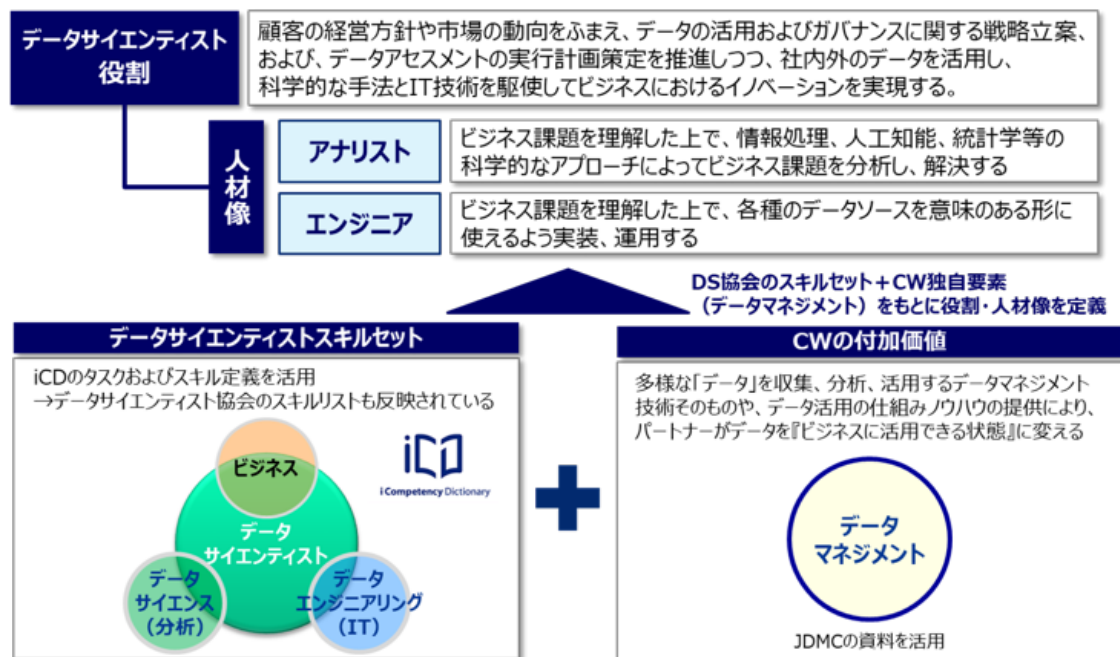 データサイエンティスト
役割
顧客の経営方針や市場の動向をふまえ、データの活用およびガバナンスに関する戦略立案、
および、データアセスメントの実行計画策定を推進しつつ、社内外のデータを活用し、
科学的な手法とIT技術を駆使してビジネスにおけるイノベーションを実現する。
人材像
アナリスト
ビジネス課題を理解した上で、情報処理、人工知能、統計学等の
科学的なアプローチによってビジネス課題を分析し、解決する
エンジニア
ビジネス課題を理解した上で、各種のデータソースを意味のある形に
使えるよう実装、運用する
DS協会のスキルセット＋CW独自要素
（データマネジメント）をもとに役割・人材像を定義
データサイエンティストスキルセット
iCDのタスクおよびスキル定義を活用
→データサイエンティスト協会のスキルリストも反映されている
ビジネス
iCD
i Competency Dictionary
データ
サイエンティスト
データ
サイエンス
（分析）
データ
エンジニアリング
（IT）
CWの付加価値
多様な「データ」を収集、分析、活用するデータマネジメント
技術そのものや、データ活用の仕組みノウハウの提供により、
パートナーがデータを『ビジネスに活用できる状態』に変える
データ
マネジメント
JDMCの資料を活用